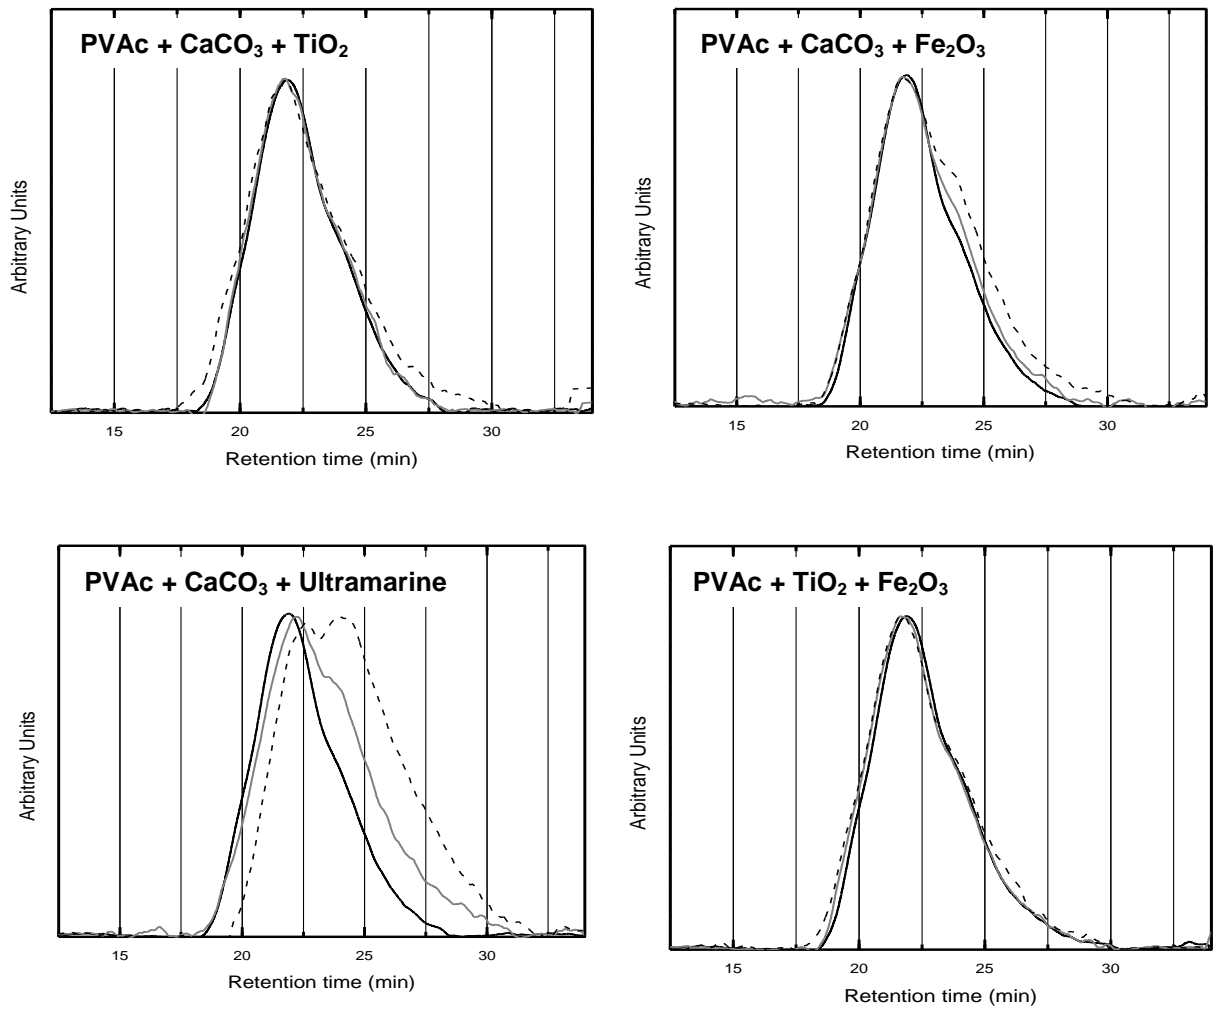 PVAc + CaCO₃ + TiO₂
Arbitrary Units
15 20 25 30
Retention time (min)
PVAc + CaCO₃ + Fe₂O₃
Arbitrary Units
15 20 25 30
Retention time (min)
PVAc + CaCO₃ + Ultramarine
Arbitrary Units
15 20 25 30
Retention time (min)
PVAc + TiO₂ + Fe₂O₃
Arbitrary Units
15 20 25 30
Retention time (min)